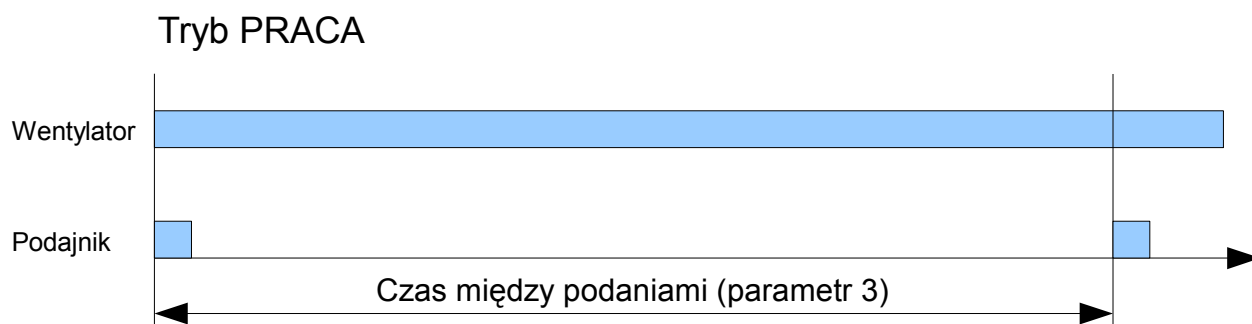 Tryb PRACA
Wentylator
Podajnik
Czas między podaniami (parametr 3)